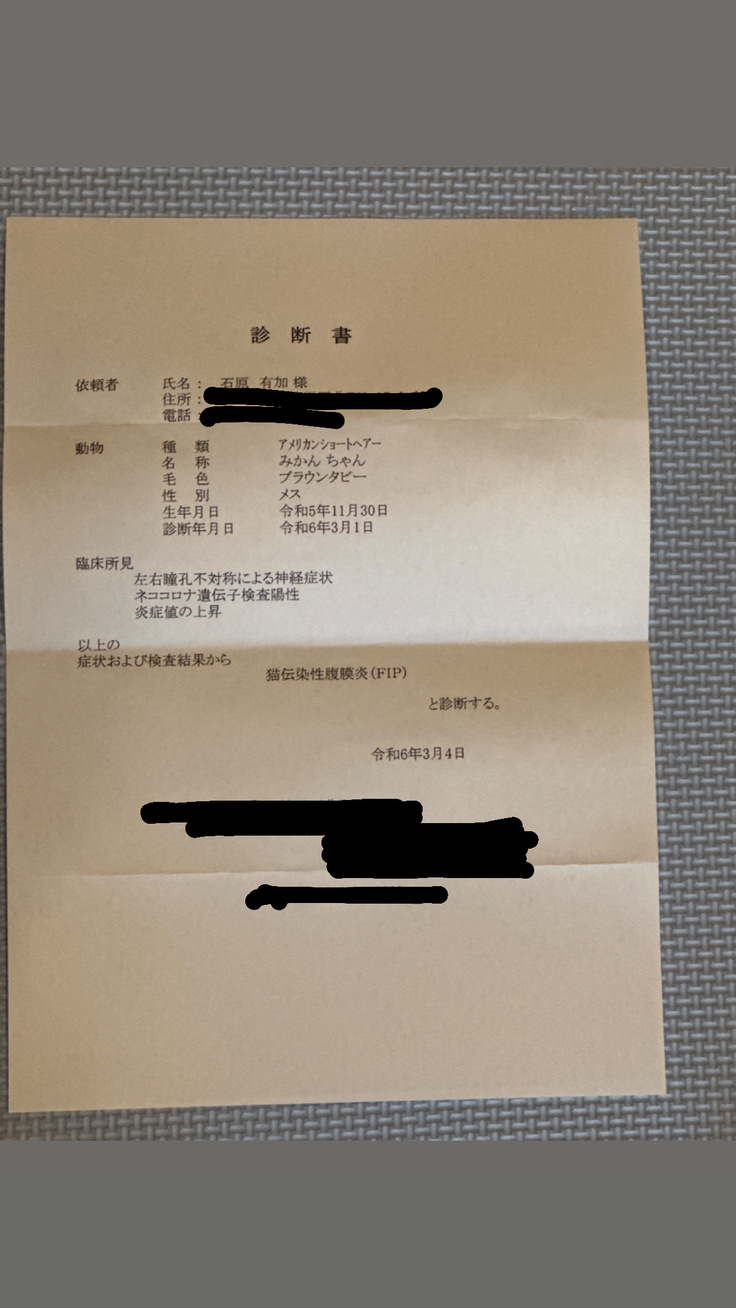 診断書
依頼者 氏名： 石原 有加 様
住所：
電話：
動物 種類 アメリカンショートヘアー
名称 みかん ちゃん
毛色 ブラウンタビー
性別 メス
生年月日 令和5年11月30日
診断年月日 令和6年3月1日
臨床所見
左右瞳孔不対称による神経症状
ネココロナ遺伝子検査陽性
炎症値の上昇
以上の
症状および検査結果から
猫伝染性腹膜炎（FIP）
と診断する。
令和6年3月4日